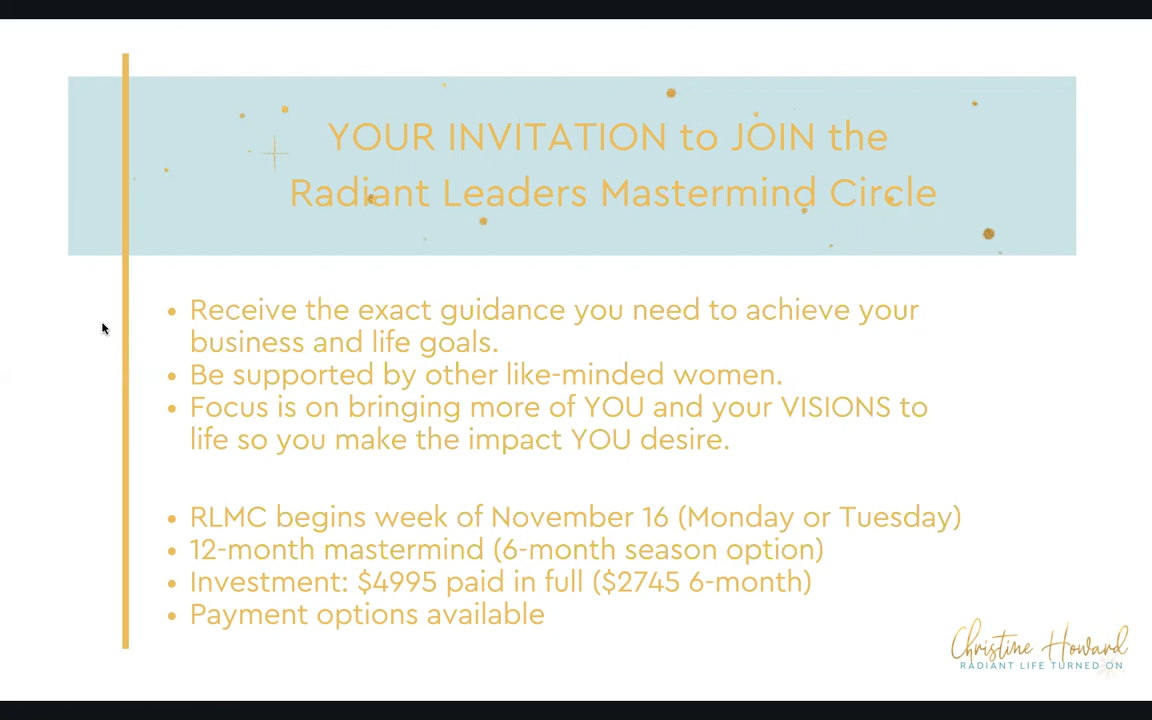 YOUR INVITATION to JOIN the
Radiant Leaders Mastermind Circle
• Receive the exact guidance you need to achieve your
business and life goals.
• Be supported by other like-minded women.
• Focus is on bringing more of YOU and your VISIONS to
life so you make the impact YOU desire.
• RLMC begins week of November 16 (Monday or Tuesday)
• 12-month mastermind (6-month season option)
• Investment: $4995 paid in full ($2745 6-month)
• Payment options available
Christine Howard
RADIANT LIFE TURNED ON